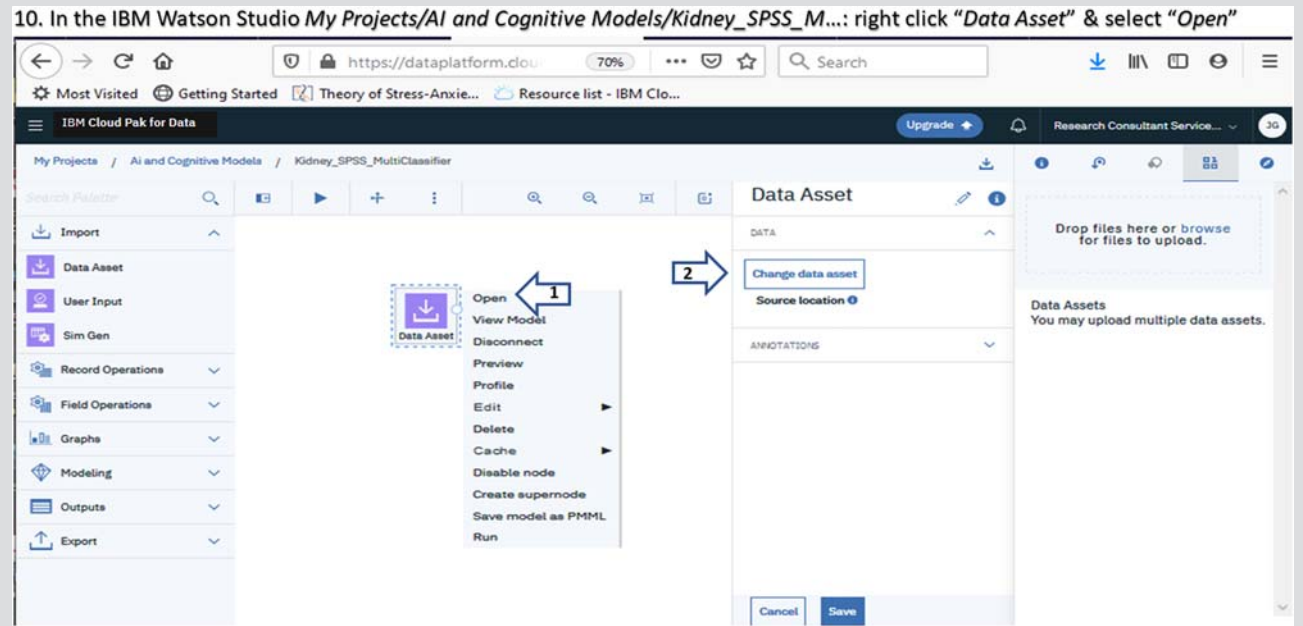 10. In the IBM Watson Studio My Projects/AI and Cognitive Models/Kidney_SPSS_M…: right click “Data Asset” & select “Open”
https://dataplatform.clou
70%
Search
Most Visited
Getting Started
Theory of Stress-Anxie...
Resource list - IBM Clo...
IBM Cloud Pak for Data
Upgrade
Research Consultant Service...
JG
My Projects / Ai and Cognitive Models / Kidney_SPSS_MultiClassifier
Search Palette
Import
Data Asset
User Input
Sim Gen
Record Operations
Field Operations
Graphs
Modeling
Outputs
Export
Data Asset
1
Open
View Model
Disconnect
Preview
Profile
Edit
Delete
Cache
Disable node
Create supernode
Save model as PMML
Run
2
Data Asset
DATA
Change data asset
Source location
ANNOTATIONS
Cancel
Save
Drop files here or browse
for files to upload.
Data Assets
You may upload multiple data assets.